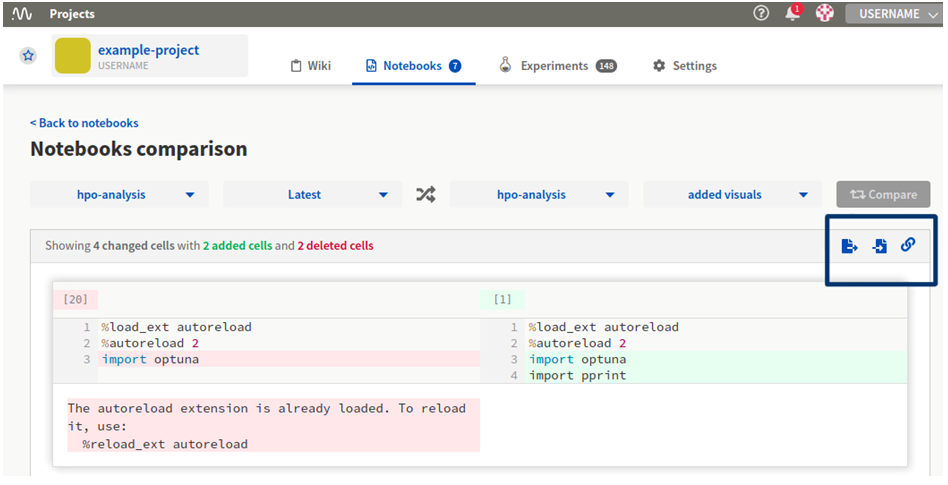 Projects
1
USERNAME
example-project
USERNAME
Wiki
Notebooks 7
Experiments 148
Settings
< Back to notebooks
Notebooks comparison
hpo-analysis
Latest
hpo-analysis
added visuals
Compare
Showing 4 changed cells with 2 added cells and 2 deleted cells
[20]
1 %load_ext autoreload
2 %autoreload 2
3 import optuna
The autoreload extension is already loaded. To reload
it, use:
%reload_ext autoreload
[1]
1 %load_ext autoreload
2 %autoreload 2
3 import optuna
4 import pprint